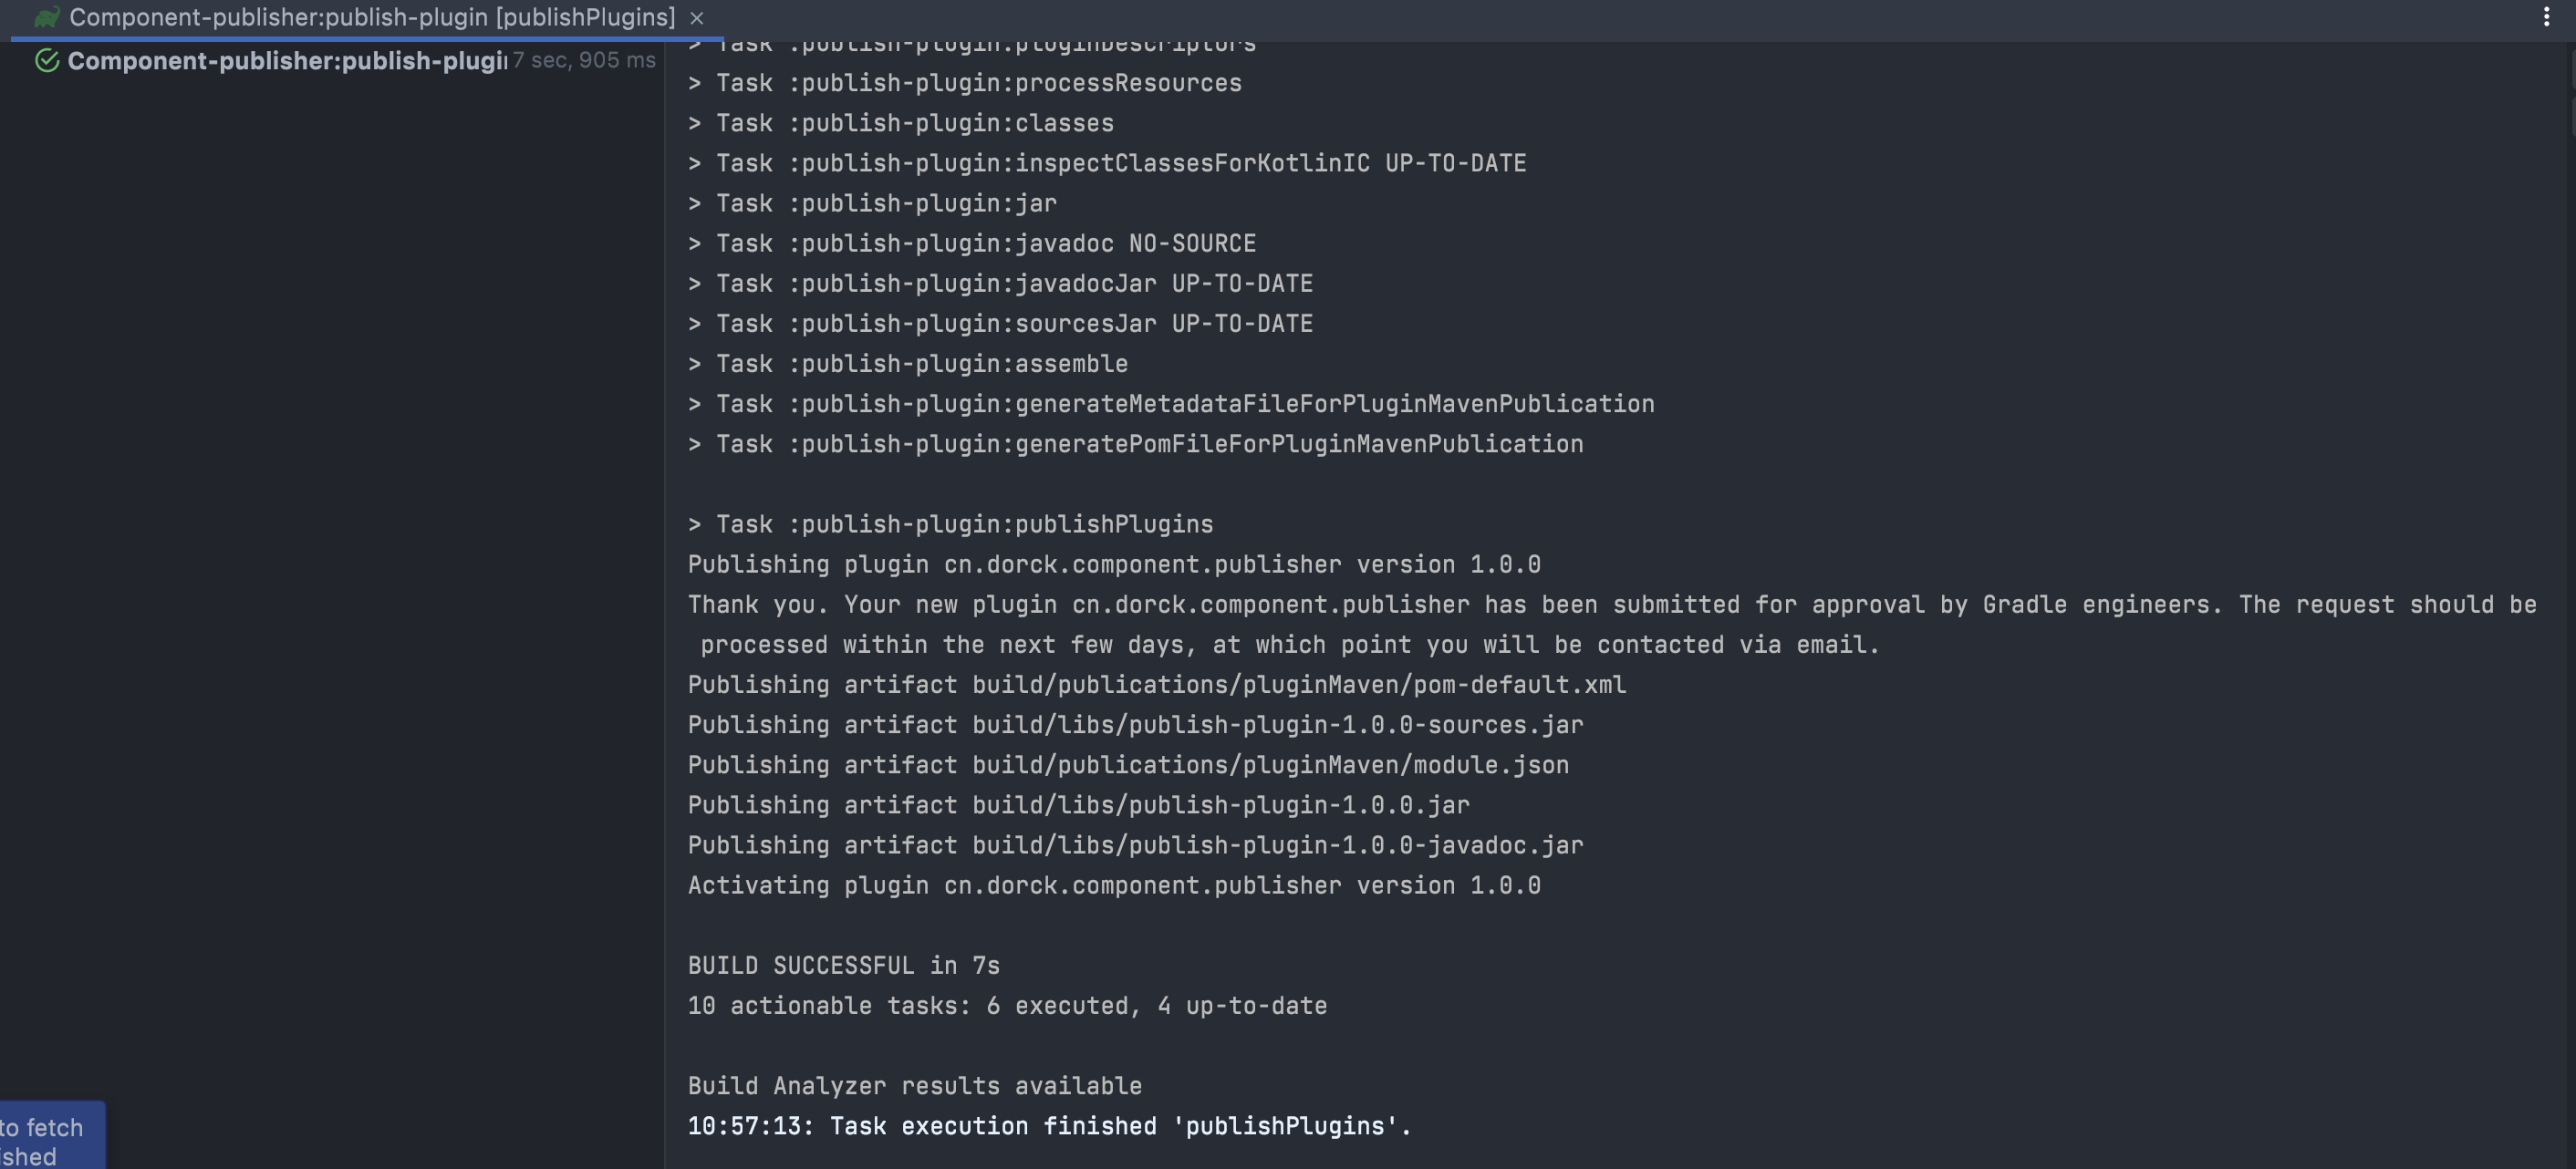 Component-publisher:publish-plugin [publishPlugins] ×
Component-publisher:publish-plugi 7 sec, 905 ms
> Task :publish-plugin:pluginDescriptors
> Task :publish-plugin:processResources
> Task :publish-plugin:classes
> Task :publish-plugin:inspectClassesForKotlinIC UP-TO-DATE
> Task :publish-plugin:jar
> Task :publish-plugin:javadoc NO-SOURCE
> Task :publish-plugin:javadocJar UP-TO-DATE
> Task :publish-plugin:sourcesJar UP-TO-DATE
> Task :publish-plugin:assemble
> Task :publish-plugin:generateMetadataFileForPluginMavenPublication
> Task :publish-plugin:generatePomFileForPluginMavenPublication
> Task :publish-plugin:publishPlugins
Publishing plugin cn.dorck.component.publisher version 1.0.0
Thank you. Your new plugin cn.dorck.component.publisher has been submitted for approval by Gradle engineers. The request should be
processed within the next few days, at which point you will be contacted via email.
Publishing artifact build/publications/pluginMaven/pom-default.xml
Publishing artifact build/libs/publish-plugin-1.0.0-sources.jar
Publishing artifact build/publications/pluginMaven/module.json
Publishing artifact build/libs/publish-plugin-1.0.0.jar
Publishing artifact build/libs/publish-plugin-1.0.0-javadoc.jar
Activating plugin cn.dorck.component.publisher version 1.0.0
BUILD SUCCESSFUL in 7s
10 actionable tasks: 6 executed, 4 up-to-date
Build Analyzer results available
10:57:13: Task execution finished 'publishPlugins'.
to fetch
shed